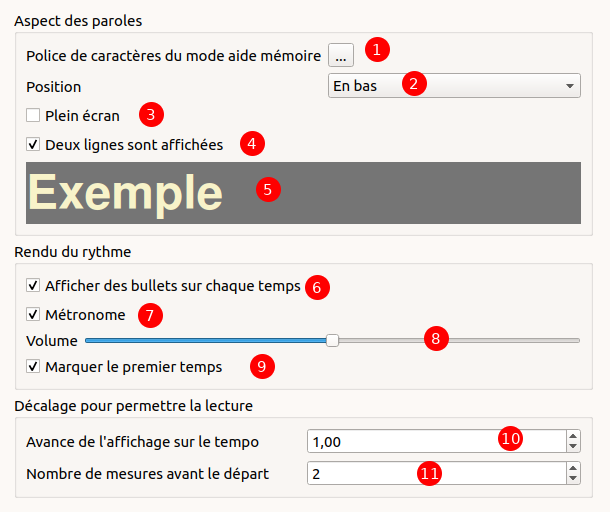 Aspect des paroles
Police de caractères du mode aide mémoire ... 1
Position En bas 2
Plein écran 3
Deux lignes sont affichées 4
Exemple 5
Rendu du rythme
Afficher des bullets sur chaque temps 6
Métronome 7
Volume 8
Marquer le premier temps 9
Décalage pour permettre la lecture
Avance de l'affichage sur le tempo 1,00 10
Nombre de mesures avant le départ 2 11